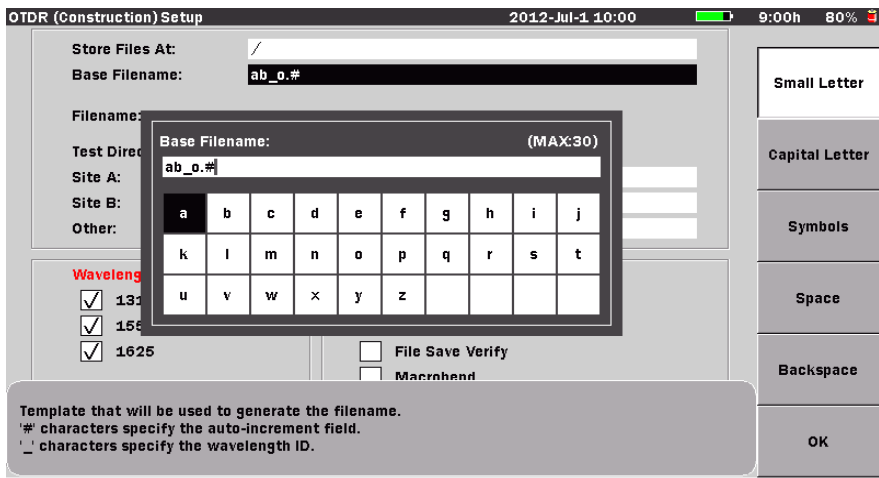 OTDR (Construction) Setup 2012-Jul-1 10:00 9:00h 80%
Store Files At: /
Base Filename: ab_o.#
Filename:
Test Direc
Site A:
Site B:
Other:
Base Filename: (MAX:30)
ab_o.#
a b c d e f g h i j
k l m n o p q r s t
u v w x y z
Waveleng
131
155
1625
File Save Verify
Macrobend
Template that will be used to generate the filename.
'#' characters specify the auto-increment field.
'_' characters specify the wavelength ID.
Small Letter
Capital Letter
Symbols
Space
Backspace
OK